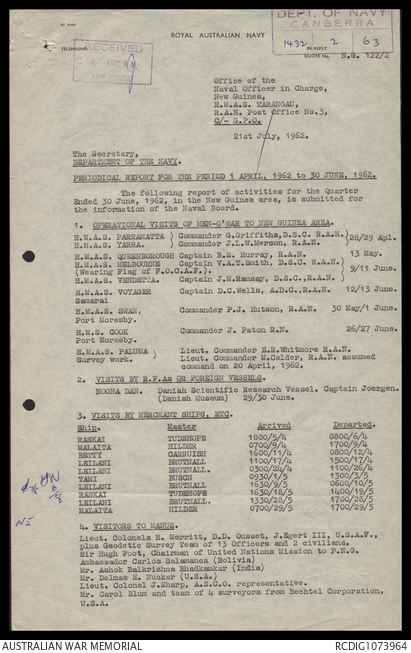 BY HAND
TELEPHONE
ROYAL AUSTRALIAN NAVY
DEPT. OF NAVY
CANBERRA
1432 2 63
RECEIVED
IN REPLY
QUOTE No. N.G. 122/2
Office of the
Naval Officer in Charge,
New Guinea,
H.M.A.S. TARANGAU,
R.A.N. Post Office No.3,
C/- G.P.O.
21st July, 1962.
The Secretary,
DEPARTMENT OF THE NAVY.
PERIODICAL REPORT FOR THE PERIOD 1 APRIL, 1962 to 30 JUNE, 1962.
The following report of activities for the Quarter
Ended 30 June, 1962, in the New Guinea area, is submitted for
the information of the Naval Board.
1. OPERATIONAL VISITS OF MEN-O'WAR TO NEW GUINEA AREA.
H.M.A.S. PARRAMATTA ) Commander G.Griffiths,D.S.C. R.A.N.)28/29 Apl.
H.M.A.S. YARRA. ) Commander J.L.W.Merson, R.A.N. )
H.M.A.S. QUEENBOROUGH Captain B.S. Murray, R.A.N. 13 May.
H.M.A.S. MELBOURNE Captain V.A.T. Smith, D.S.C. R.A.N.)
(Wearing Flag of F.O.C.A.F.). ) 9/11 June.
H.M.A.S. VENDETTA. Captain J.M.Ramsay, D.S.C.,R.A.N. )
H.M.A.S. VOYAGER Captain D.C. Wells, A.D.C. R.A.N. 12/13 June.
Samarai
H.M.A.S. SWAN, Commander P.J. Hutson, R.A.N. 30 May/1 June.
Port Moresby.
H.M.S. COOK Commander J. Paton R.N. 26/27 June.
Port Moresby.
H.M.A.S. PALUMA ) Lieut. Commander E.R.Whitmore R.A.N.
Survey work. ) Lieut. Commander M.Calder, R.A.N. assumed
command on 20 April, 1962.
2. VISITS BY R.F.As OR FOREIGN VESSELS.
NOONA DAN. Danish Scientific Research Vessel. Captain Joergen.
(Danish Museum) 29/30 June.
3. VISITS BY MERCHANT SHIPS, ETC.
Ship. Master Arrived Departed.
RASKAI TUDEHOPE 1800/5/4 0800/6/4
MALAITA HILDER 0700/9/4 1700/9/4
BETTY CARRUISH 1600/11/4 0800/12/4
LEILANI BRUTNALL 1100/17/4 1500/17/4
LEILANI BRUTNALL 0300/24/4 1100/26/4
TAMI BUSCH 0930/1/5 1300/3/5
LEILANI BRUTNALL 1630/9/5 0600/10/5
RASKAI TUDEHOPE 1630/18/5 1400/19/5
LEILANI BRUTNALL 1330/28/5 1700/28/5
MALAITA HILDER 0700/29/5 1700/29/5
NS
4. VISITORS TO MANUS.
Lieut. Colonels H. Merritt, D.D. Ousset, J.Egert III, U.S.A.F.,
plus Geodetic Survey Team of 13 Officers and 2 civilians.
Sir Hugh Foot, Chairman of United Nations Mission to P.N.G.
Ambassador Carlos Salamanca (Bolivia)
Mr. Ashok Balkrishna Bhadkamkar (India)
Mr. Delmas H. Nucker (U.S.A.)
Lieut. Colonel J.Sharp, A.S.C.O. representative.
Mr. Carol Blum and team of 4 surveyors from Bechtel Corporation,
U.S.A.
AUSTRALIAN WAR MEMORIAL
RCDIG1073964